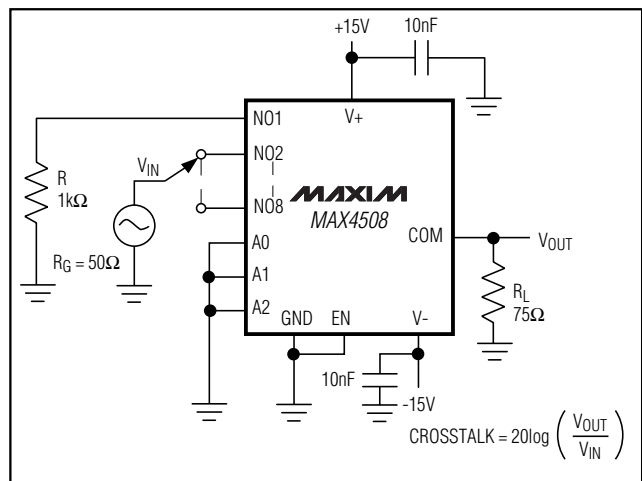 +15V
10nF
V+
NO1
NO2
NO8
V_IN
R
1kΩ
R_G = 50Ω
MAXIM
MAX4508
A0
A1
A2
COM
V_OUT
R_L
75Ω
GND
EN
V-
10nF
-15V
CROSSTALK = 20log (V_OUT / V_IN)